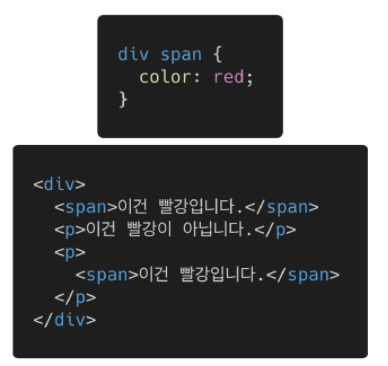 div span {
  color: red;
}
<div>
  <span>이건 빨강입니다.</span>
  <p>이건 빨강이 아닙니다.</p>
  <p>
    <span>이건 빨강입니다.</span>
  </p>
</div>